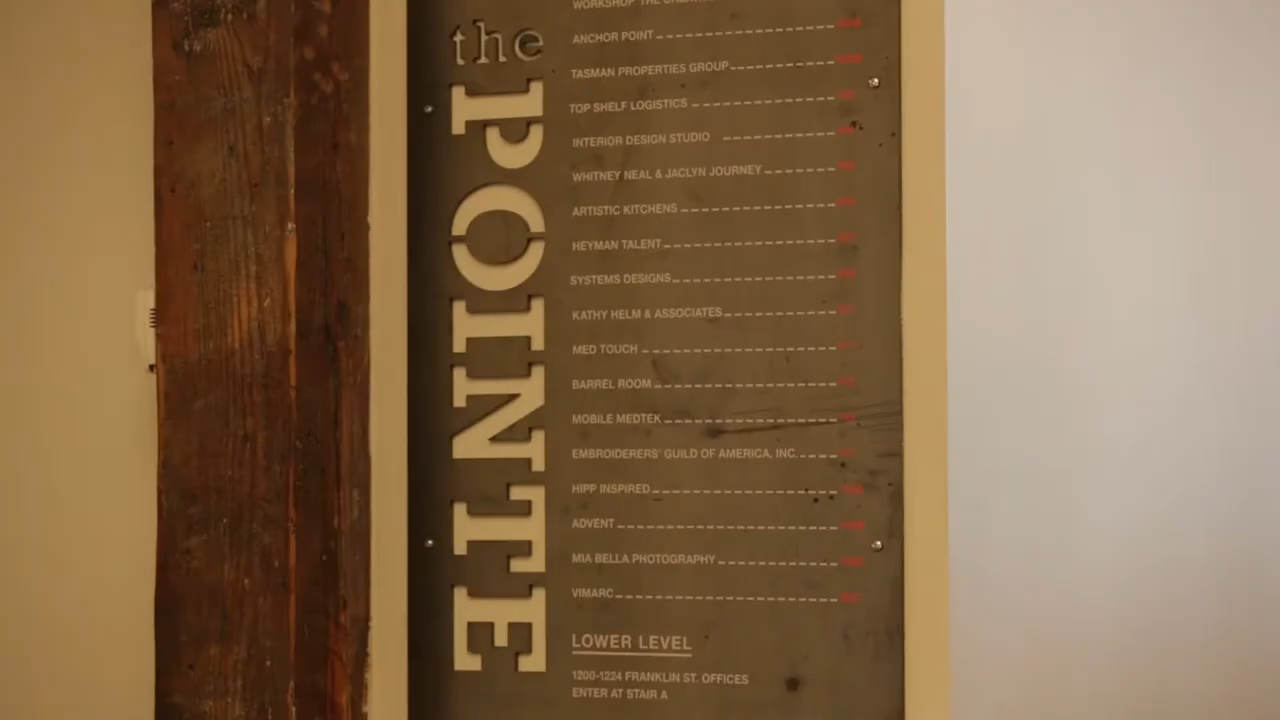 the POINTE
WORKSHOP THE
ANCHOR POINT
TASMAN PROPERTIES GROUP
TOP SHELF LOGISTICS
INTERIOR DESIGN STUDIO
WHITNEY NEAL & JACLYN JOURNEY
ARTISTIC KITCHENS
HEYMAN TALENT
SYSTEMS DESIGNS
KATHY HELM & ASSOCIATES
MED TOUCH
BARREL ROOM
MOBILE MEDTEK
EMBROIDERERS' GUILD OF AMERICA, INC.
HIPP INSPIRED
ADVENT
MIA BELLA PHOTOGRAPHY
VIMARC
LOWER LEVEL
1200-1224 FRANKLIN ST. OFFICES
ENTER AT STAIR A